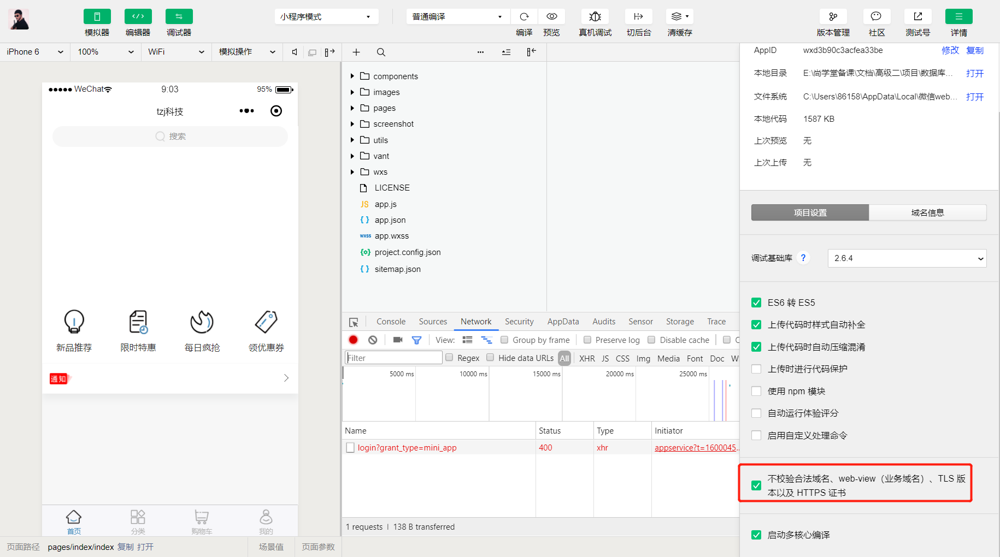 模拟器 编辑器 调试器
小程序模式 普通编译
编译 预览 真机调试 切后台 清缓存
版本管理 社区 测试号 详情
iPhone 6 100% WiFi 模拟操作
WeChat 9:03 95%
tzj科技
搜索
新品推荐 限时特惠 每日疯抢 领优惠券
通知
首页 分类 购物车 我的
页面路径 pages/index/index 复制 打开 场景值 页面参数
components
images
pages
screenshot
utils
vant
wxs
LICENSE
JS app.js
{ } app.json
wxss app.wxss
project.config.json
{ } sitemap.json
Console Sources Network Security AppData Audits Sensor Storage Trace
View: Group by frame Preserve log Disable cache
Filter Regex Hide data URLs All XHR JS CSS Img Media Font Doc W
5000 ms 10000 ms 15000 ms 20000 ms 25000 ms
Name Status Type Initiator
login?grant_type=mini_app 400 xhr appservice?t=1600045...
1 requests | 138 B transferred
AppID wxd3b90c3acfea33be 修改 复制
本地目录 E:\尚学堂备课\文档\高级二\项目\数据库... 打开
文件系统 C:\Users\86158\AppData\Local\微信web... 打开
本地代码 1587 KB
上次预览 无
上次上传 无
项目设置 域名信息
调试基础库 ? 2.6.4
ES6 转 ES5
上传代码时样式自动补全
上传代码时自动压缩混淆
上传时进行代码保护
使用 npm 模块
自动运行体验评分
启用自定义处理命令
不校验合法域名、web-view（业务域名）、TLS 版
本以及 HTTPS 证书
启动多核心编译